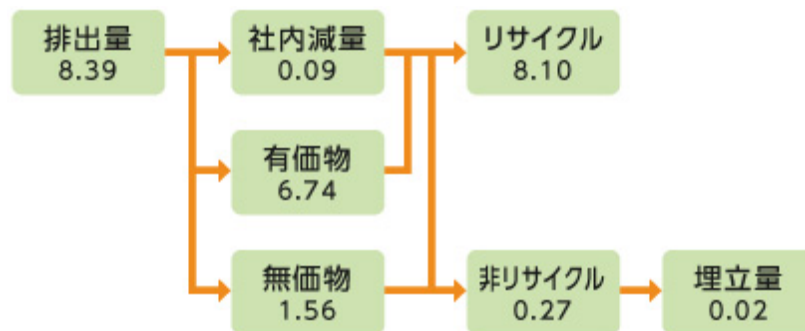 排出量
8.39
社内減量
0.09
リサイクル
8.10
有価物
6.74
無価物
1.56
非リサイクル
0.27
埋立量
0.02